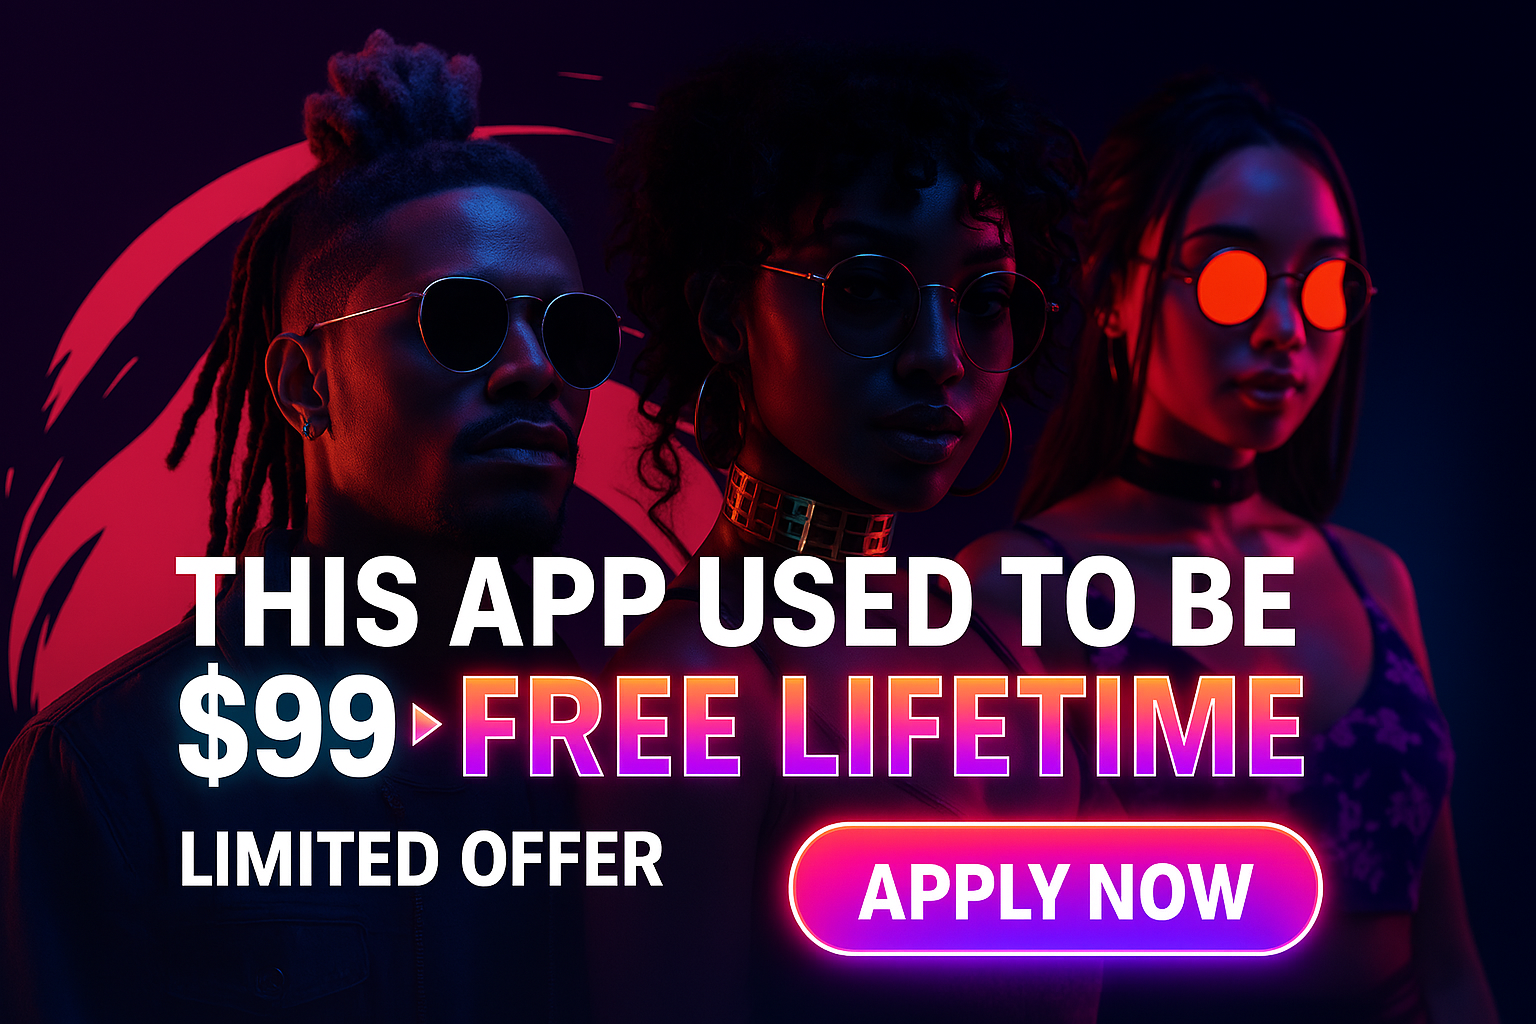 THIS APP USED TO BE
$99 ▸ FREE LIFETIME
LIMITED OFFER
APPLY NOW